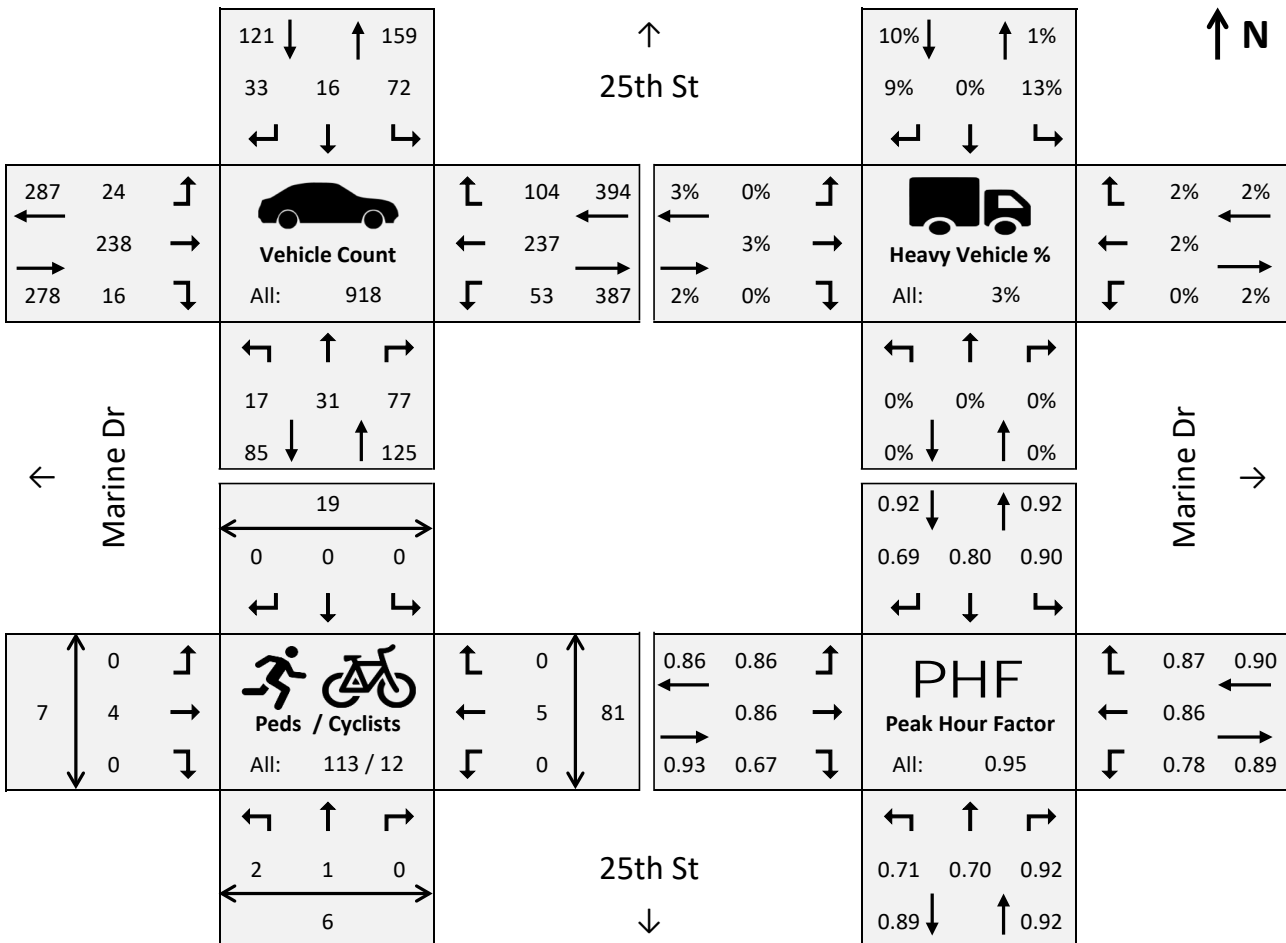 121 159 10% 1% N
33 16 72 25th St 9% 0% 13%
287 24 104 394 3% 0% 2% 2%
238 237 3% 2%
Vehicle Count Heavy Vehicle %
278 16 All: 918 53 387 2% 0% All: 3% 0% 2%
17 31 77 0% 0% 0%
85 125 0% 0%
Marine Dr Marine Dr
19 0.92 0.92
0 0 0 0.69 0.80 0.90
0 0 0.86 0.86 PHF 0.87 0.90
7 4 Peds / Cyclists 5 81 0.86 Peak Hour Factor 0.86
0 All: 113 / 12 0 0.93 0.67 All: 0.95 0.78 0.89
2 1 0 25th St 0.71 0.70 0.92
6 0.89 0.92